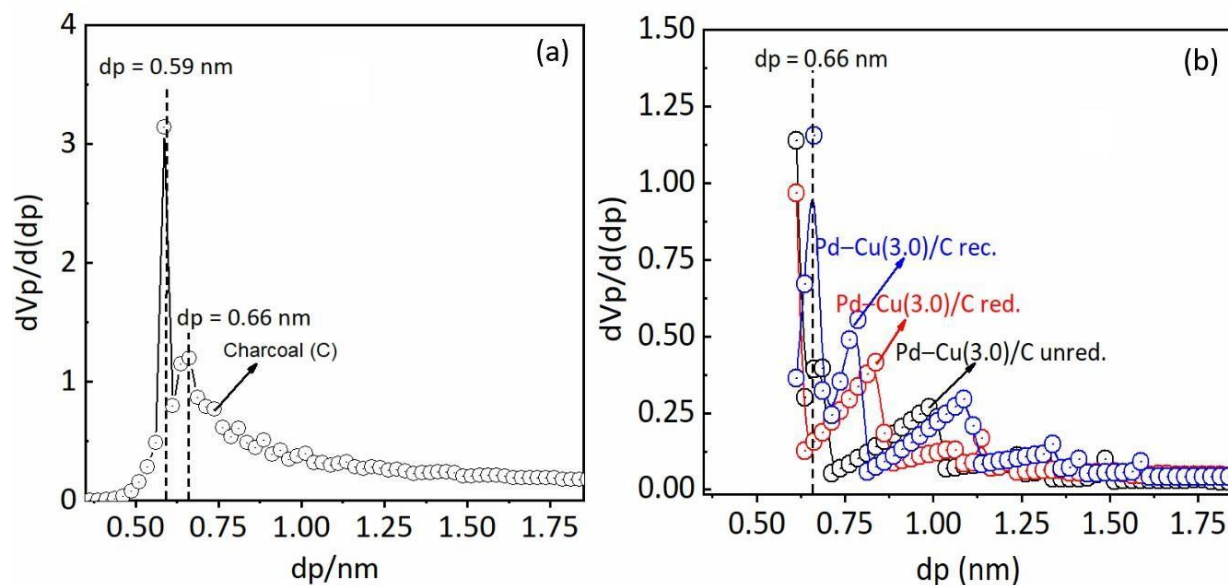 (a)
dVp/d(dp)
4
3
2
1
0
dp = 0.59 nm
dp = 0.66 nm
Charcoal (C)
0.50 0.75 1.00 1.25 1.50 1.75
dp/nm
(b)
dVp/d(dp)
1.50
1.25
1.00
0.75
0.50
0.25
0.00
dp = 0.66 nm
Pd–Cu(3.0)/C rec.
Pd–Cu(3.0)/C red.
Pd–Cu(3.0)/C unred.
0.50 0.75 1.00 1.25 1.50 1.75
dp (nm)